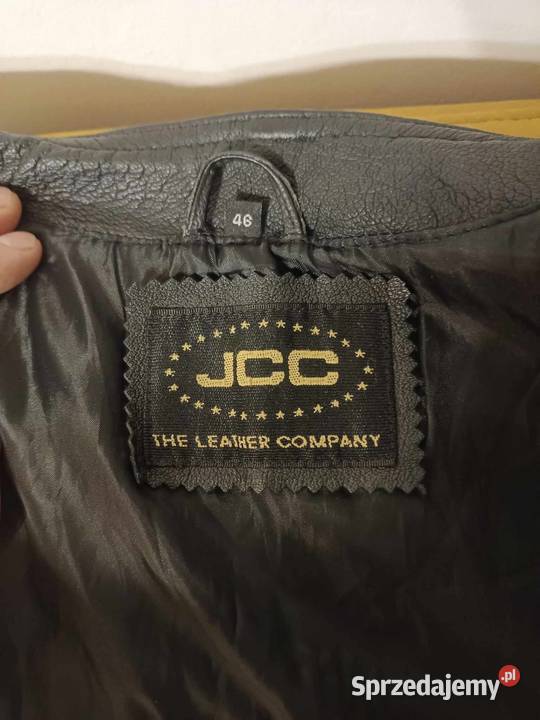 46
JCC
THE LEATHER COMPANY
Sprzedajemy.pl